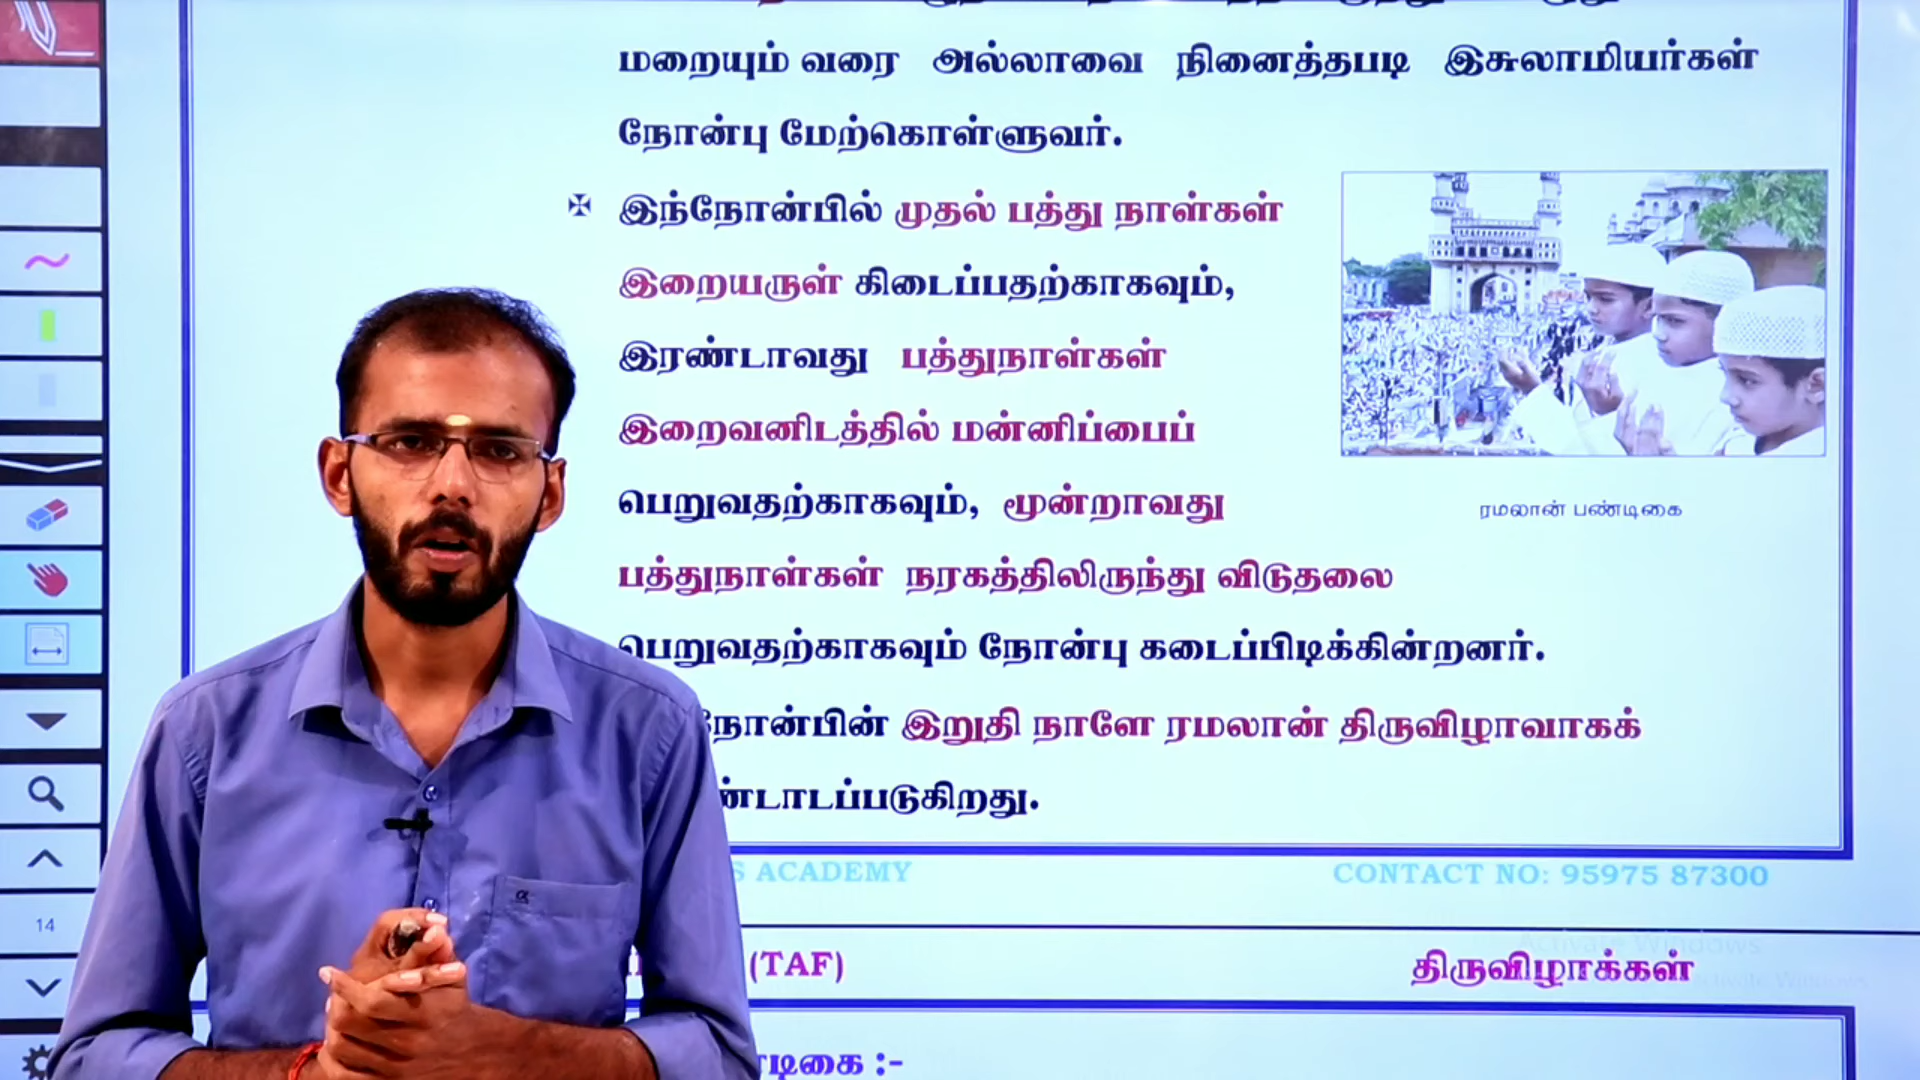 மறையும் வரை அல்லாவை நினைத்தபடி இசுலாமியர்கள்
நோன்பு மேற்கொள்ளுவர்.
இந்நோன்பில் முதல் பத்து நாள்கள்
இறையருள் கிடைப்பதற்காகவும்,
இரண்டாவது பத்துநாள்கள்
இறைவனிடத்தில் மன்னிப்பைப்
பெறுவதற்காகவும், மூன்றாவது
பத்துநாள்கள் நரகத்திலிருந்து விடுதலை
பெறுவதற்காகவும் நோன்பு கடைப்பிடிக்கின்றனர்.
நோன்பின் இறுதி நாளே ரமலான் திருவிழாவாகக்
ண்டாடப்படுகிறது.
ரமலான் பண்டிகை
S ACADEMY
CONTACT NO: 95975 87300
14
Activate Windows
(TAF)
திருவிழாக்கள்
டிகை :-